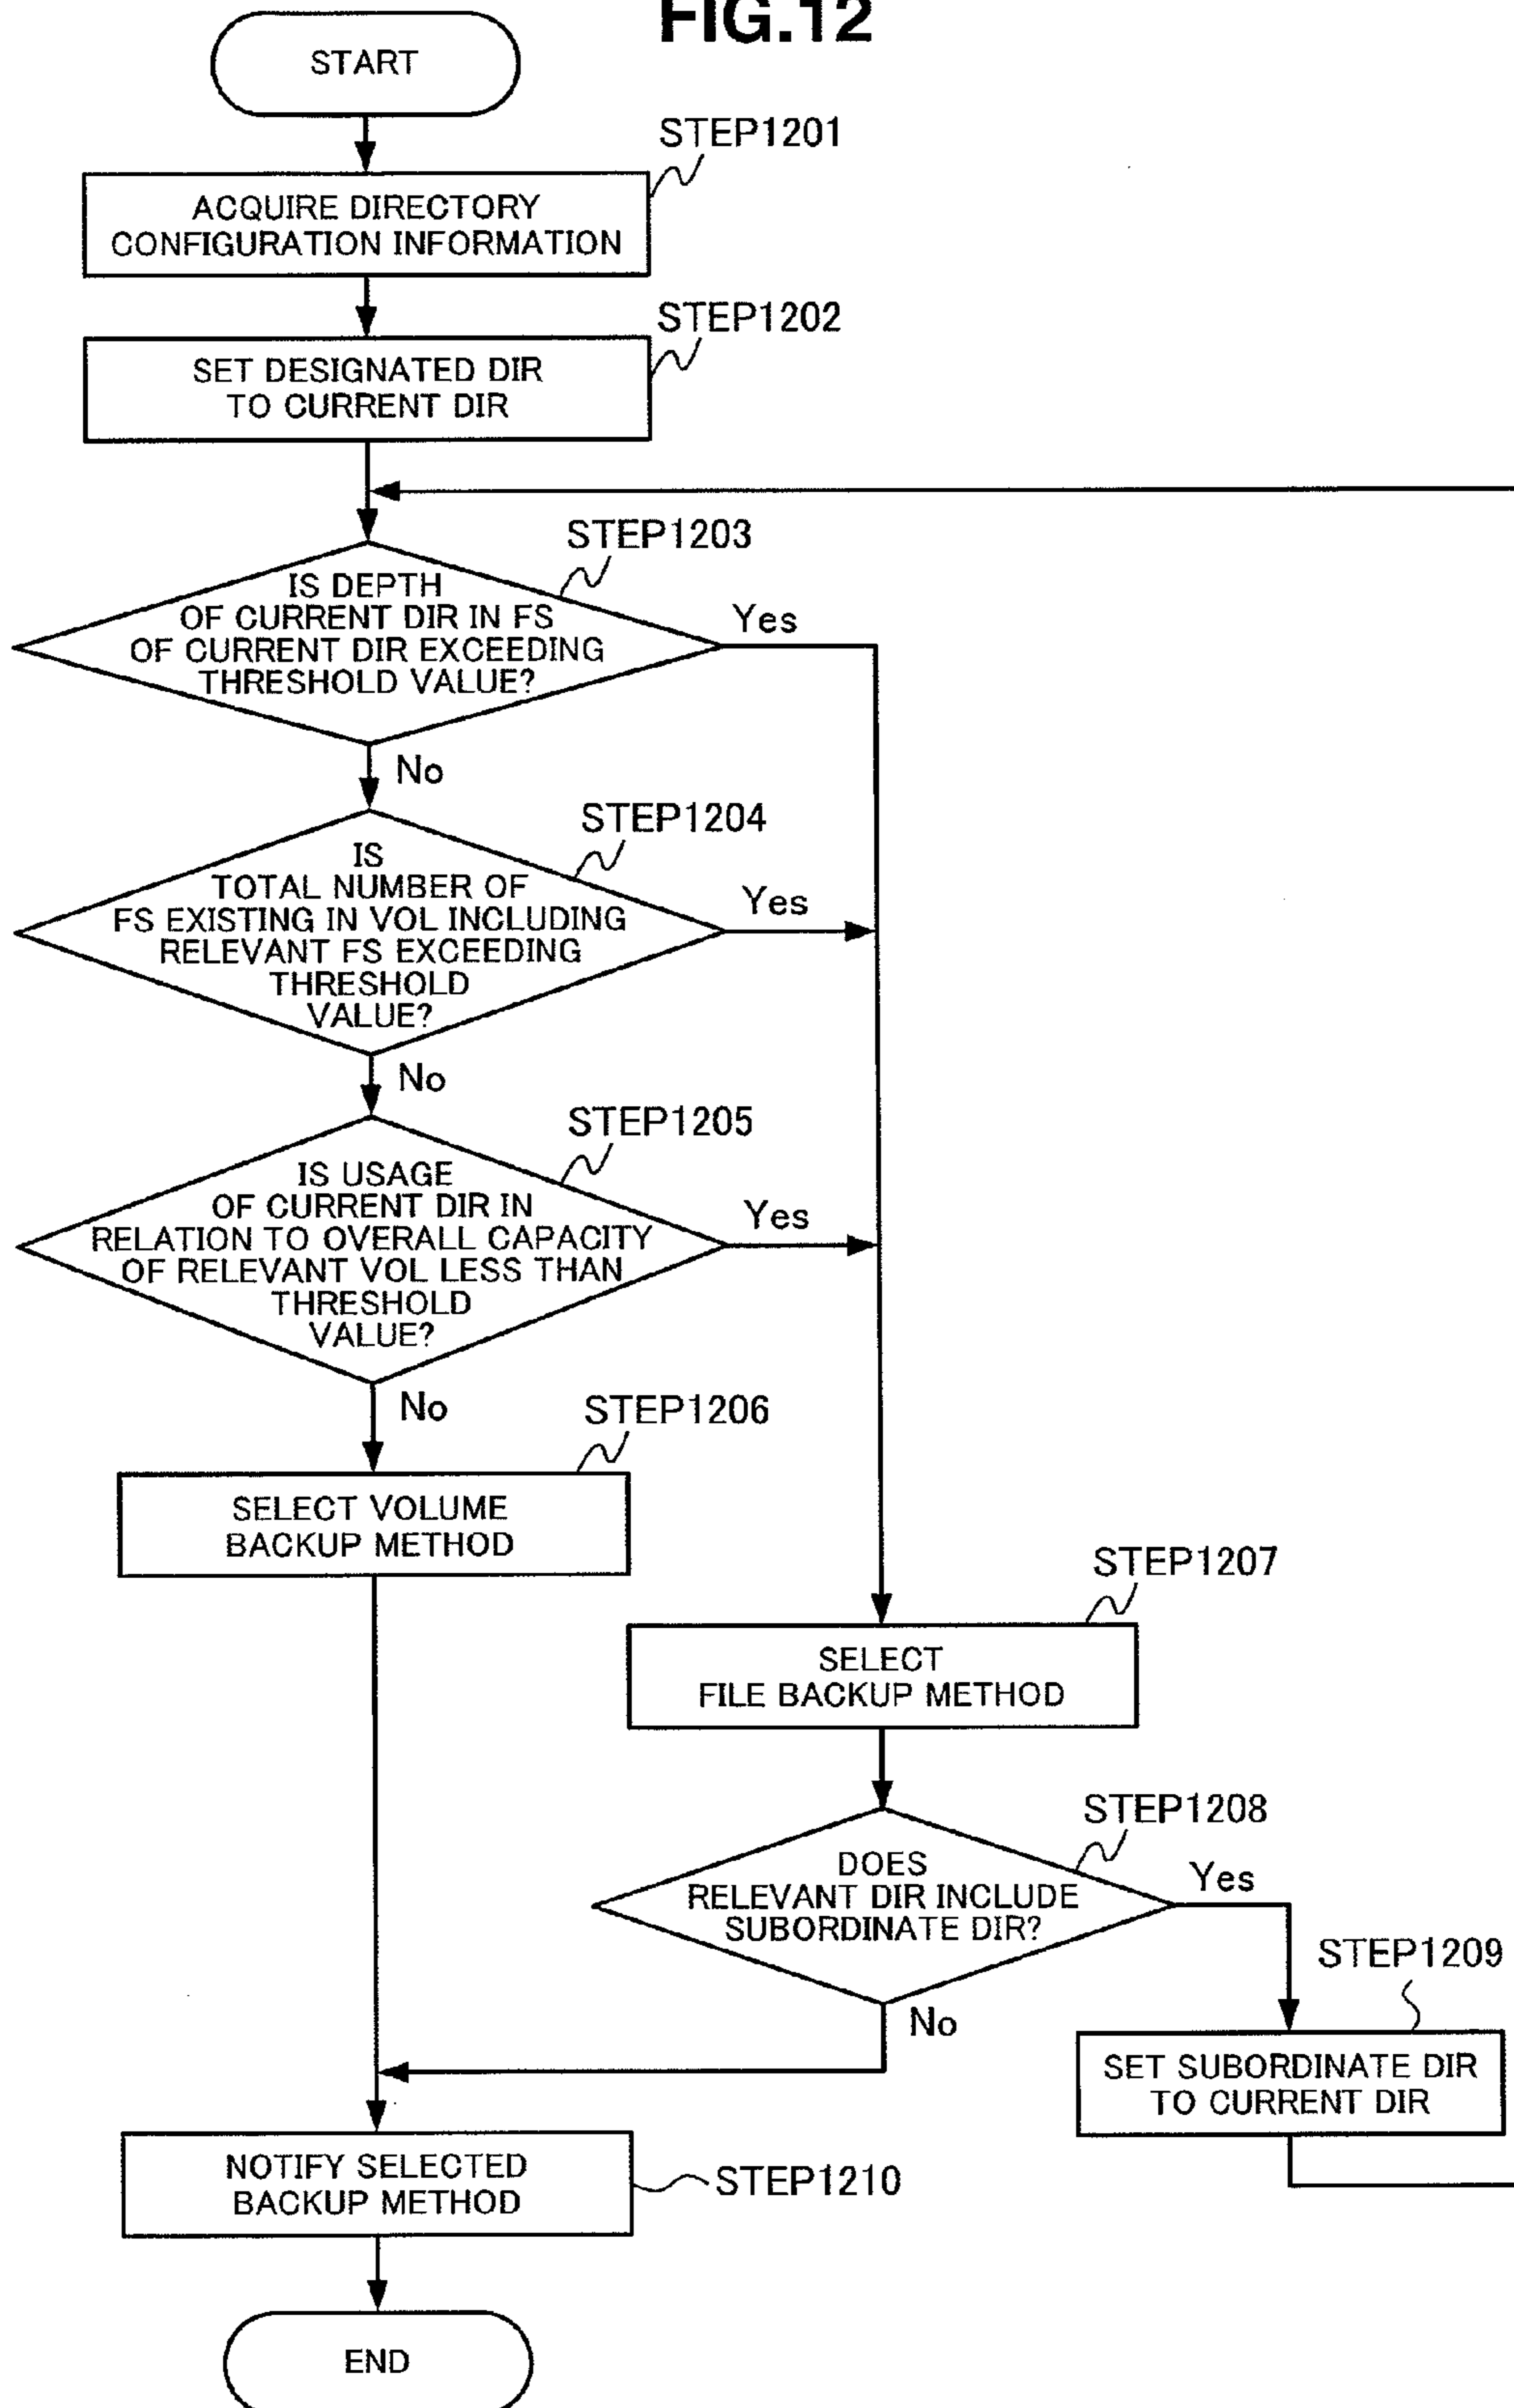 FIG.12
START
STEP1201
ACQUIRE DIRECTORY
CONFIGURATION INFORMATION
STEP1202
SET DESIGNATED DIR
TO CURRENT DIR
STEP1203
IS DEPTH
OF CURRENT DIR IN FS
OF CURRENT DIR EXCEEDING
THRESHOLD VALUE?
Yes
No
STEP1204
IS
TOTAL NUMBER OF
FS EXISTING IN VOL INCLUDING
RELEVANT FS EXCEEDING
THRESHOLD
VALUE?
Yes
No
STEP1205
IS USAGE
OF CURRENT DIR IN
RELATION TO OVERALL CAPACITY
OF RELEVANT VOL LESS THAN
THRESHOLD
VALUE?
Yes
No
STEP1206
SELECT VOLUME
BACKUP METHOD
STEP1207
SELECT
FILE BACKUP METHOD
STEP1208
DOES
RELEVANT DIR INCLUDE
SUBORDINATE DIR?
Yes
No
STEP1209
SET SUBORDINATE DIR
TO CURRENT DIR
NOTIFY SELECTED
BACKUP METHOD
STEP1210
END